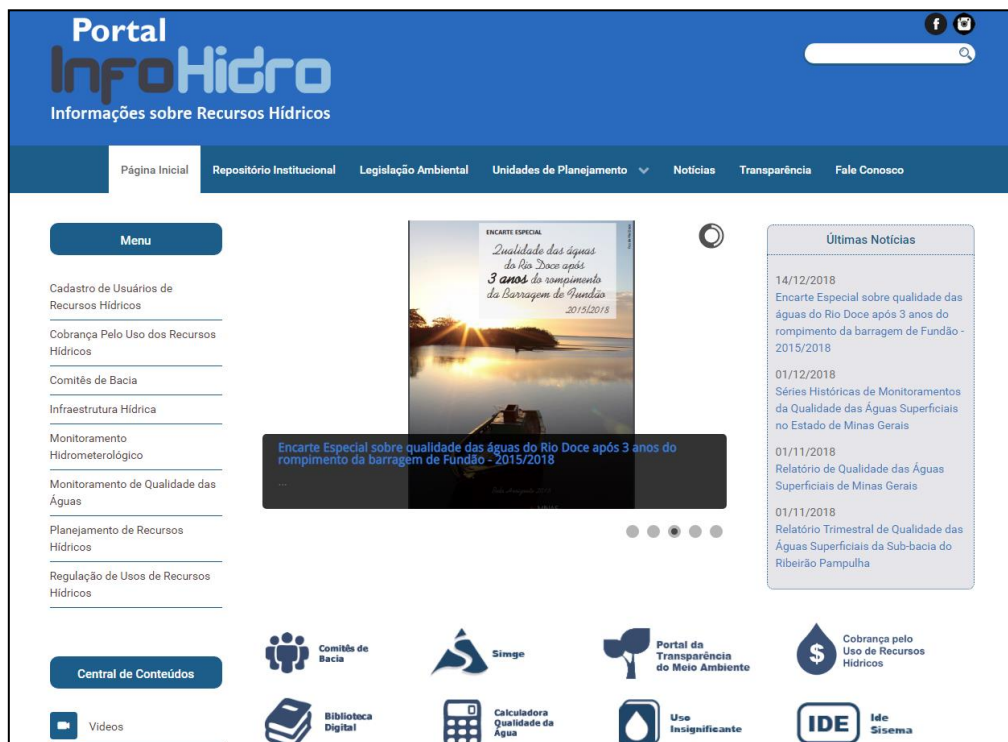 Portal
InfoHidro
Informações sobre Recursos Hídricos
Página Inicial
Repositório Institucional
Legislação Ambiental
Unidades de Planejamento
Notícias
Transparência
Fale Conosco
Menu
Cadastro de Usuários de
Recursos Hídricos
Cobrança Pelo Uso dos Recursos
Hídricos
Comitês de Bacia
Infraestrutura Hídrica
Monitoramento
Hidrometerológico
Monitoramento de Qualidade das
Águas
Planejamento de Recursos
Hídricos
Regulação de Usos de Recursos
Hídricos
Central de Conteúdos
Videos
ENCARTE ESPECIAL
Qualidade das águas
do Rio Doce após
3 anos do rompimento
da Barragem de Fundão
2015/2018
Encarte Especial sobre qualidade das águas do Rio Doce após 3 anos do
rompimento da barragem de Fundão - 2015/2018
...
Últimas Notícias
14/12/2018
Encarte Especial sobre qualidade das
águas do Rio Doce após 3 anos do
rompimento da barragem de Fundão -
2015/2018
01/12/2018
Séries Históricas de Monitoramentos
da Qualidade das Águas Superficiais
no Estado de Minas Gerais
01/11/2018
Relatório de Qualidade das Águas
Superficiais de Minas Gerais
01/11/2018
Relatório Trimestral de Qualidade das
Águas Superficiais da Sub-bacia do
Ribeirão Pampulha
Comitês de
Bacia
Simge
Portal da
Transparência
do Meio Ambiente
$
Cobrança pelo
Uso de Recursos
Hídricos
Biblioteca
Digital
Calculadora
Qualidade da
Água
Uso
Insignificante
IDE
Ide
Sisema